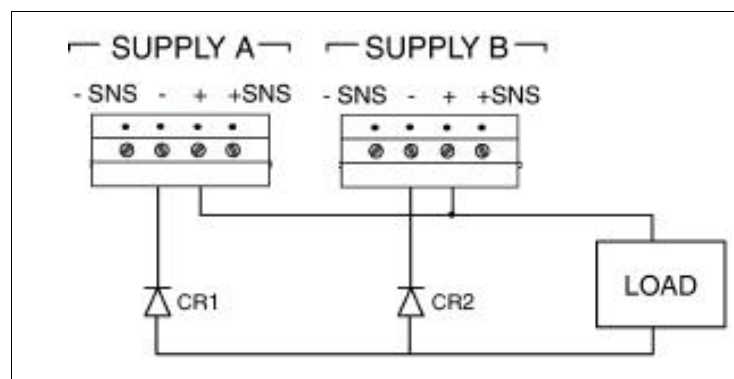 SUPPLY A SUPPLY B
- SNS - + +SNS - SNS - + +SNS
CR1 CR2 LOAD